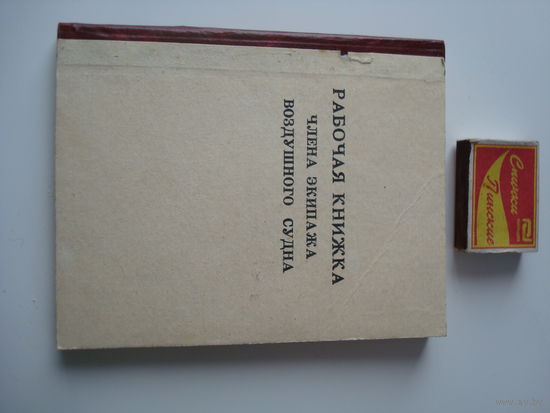 РАБОЧАЯ КНИЖКА
ЧЛЕНА ЭКИПАЖА
ВОЗДУШНОГО СУДНА
Спички
Пинские